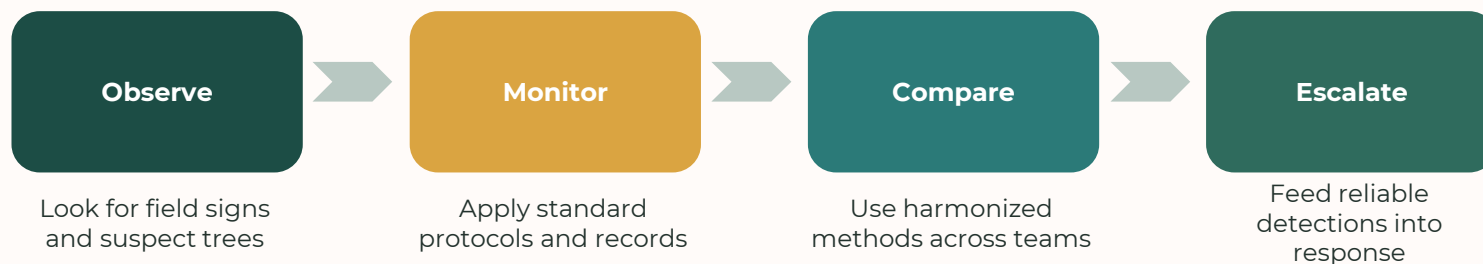 Observe
Monitor
Compare
Escalate
Look for field signs
and suspect trees
Apply standard
protocols and records
Use harmonized
methods across teams
Feed reliable
detections into
response